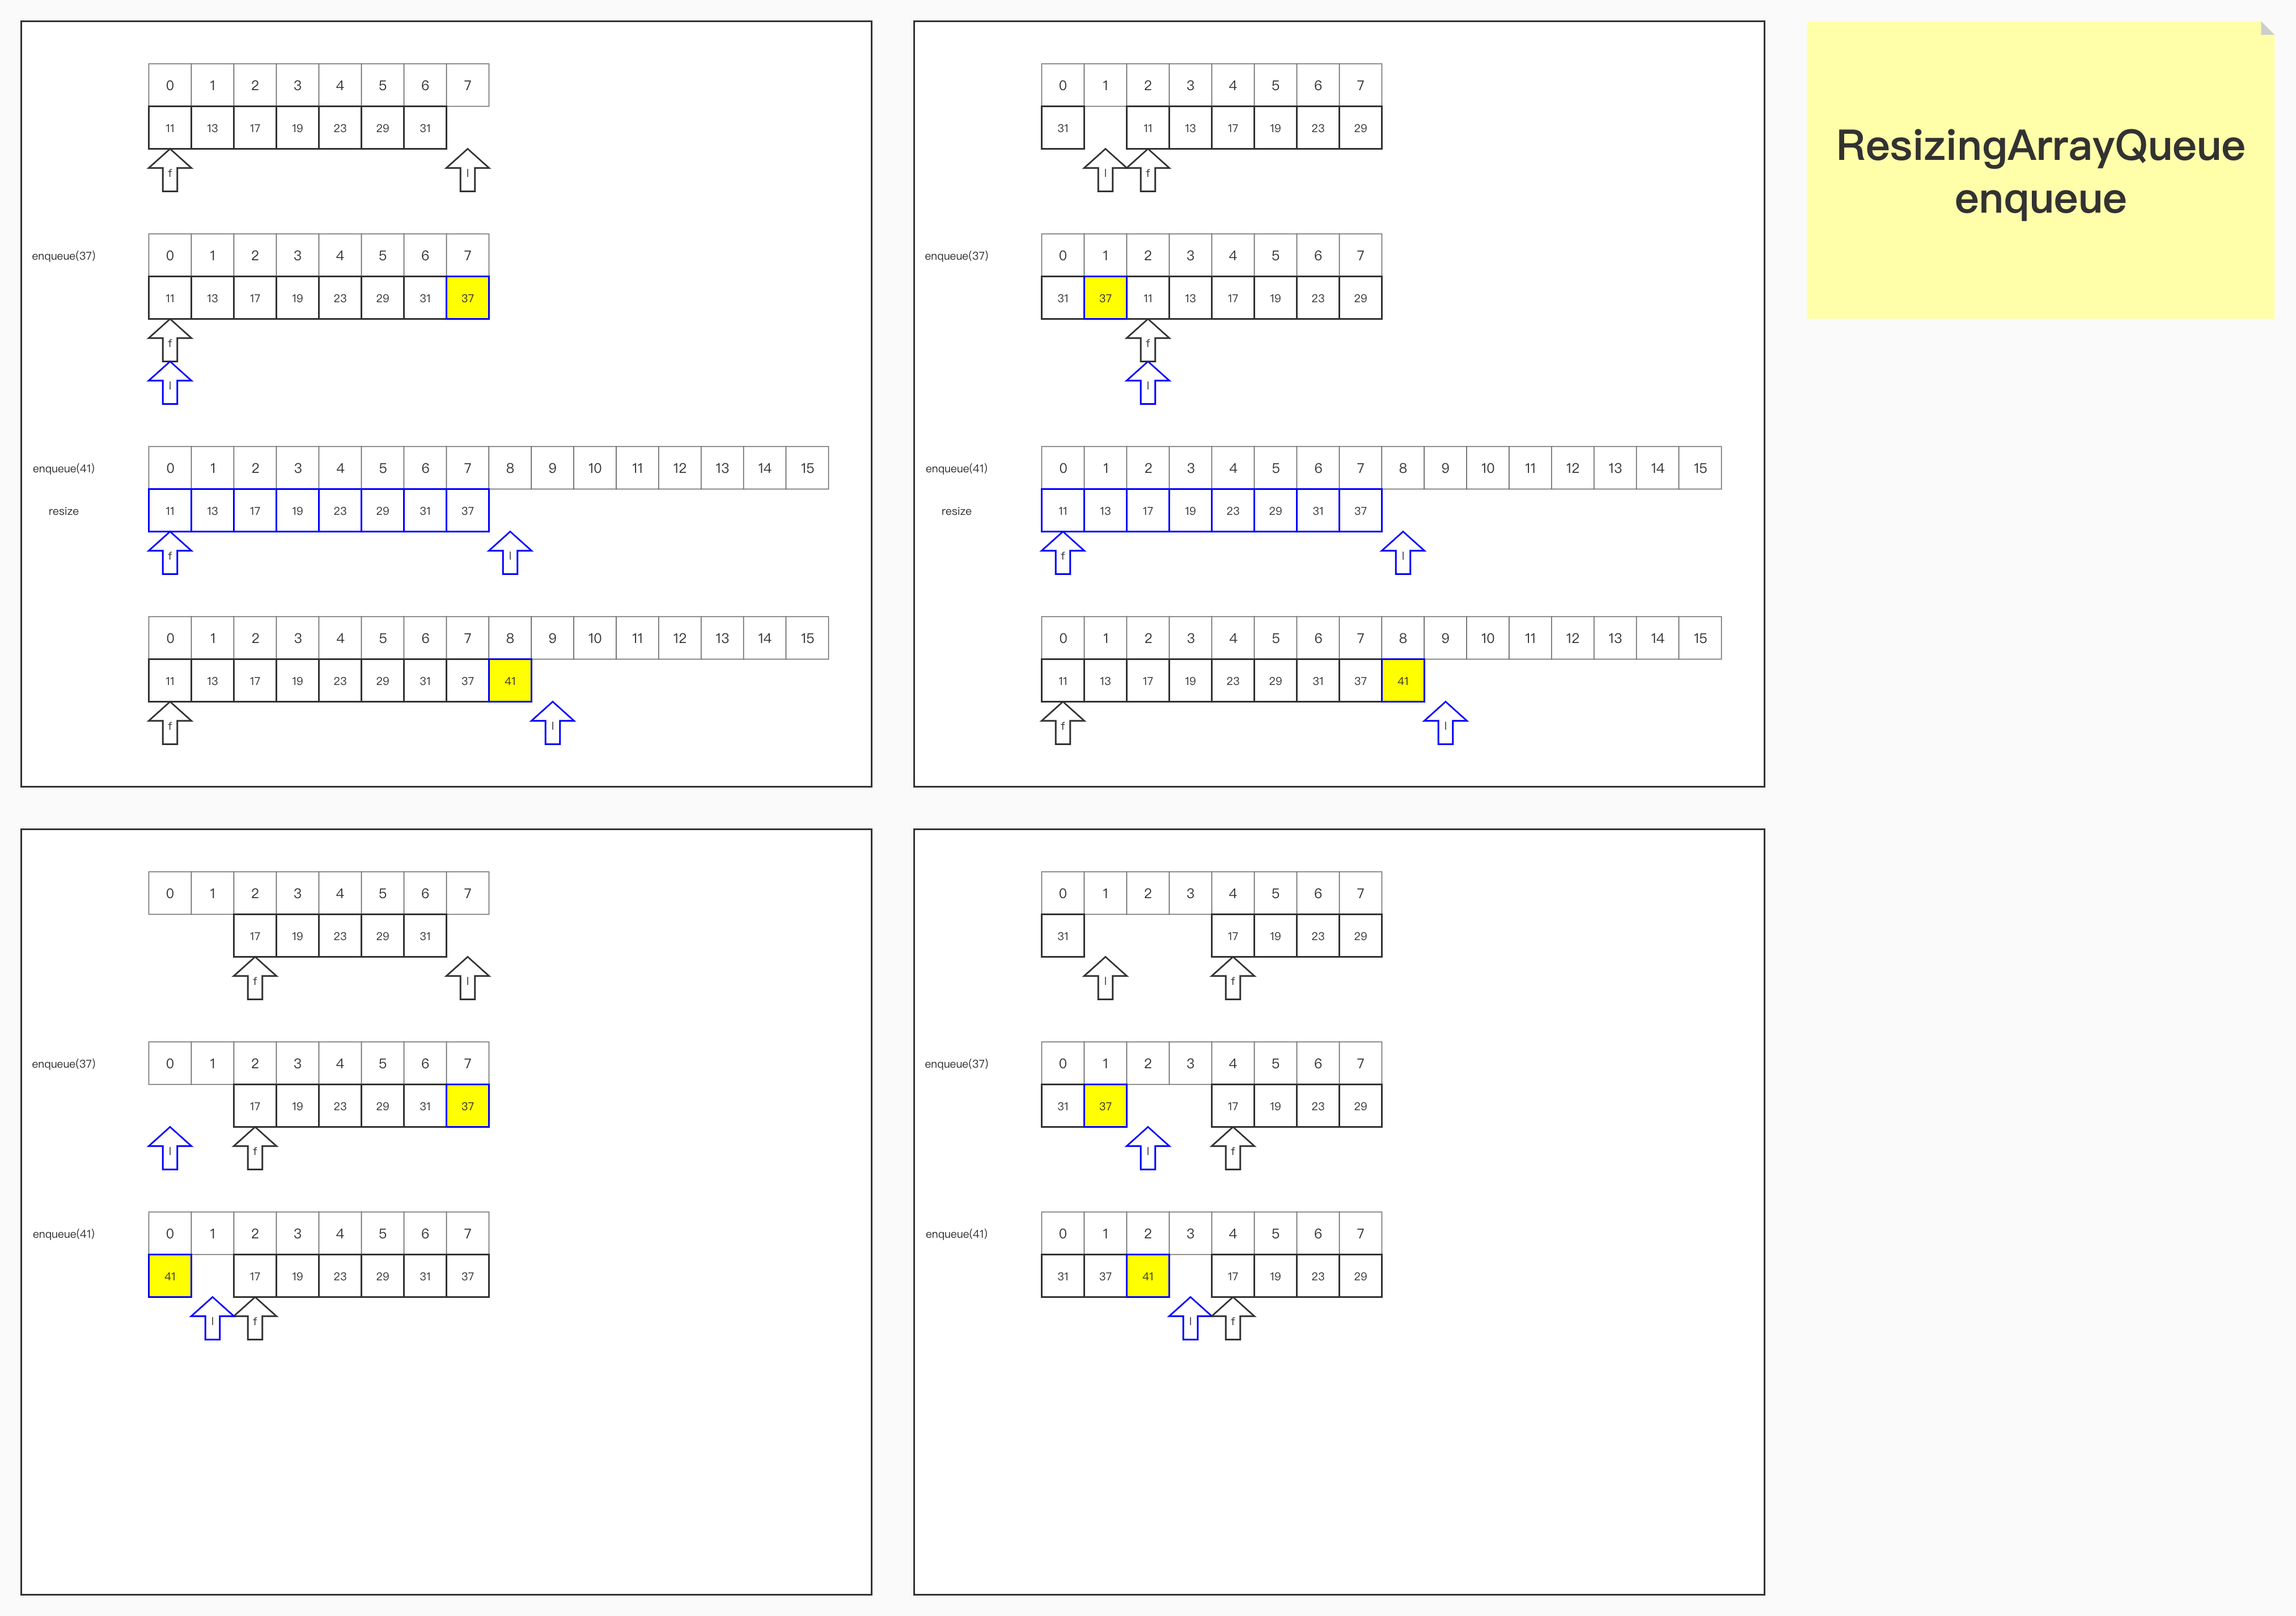 0 1 2 3 4 5 6 7
11 13 17 19 23 29 31
f l
enqueue(37) 0 1 2 3 4 5 6 7
11 13 17 19 23 29 31 37
f
l
enqueue(41) 0 1 2 3 4 5 6 7 8 9 10 11 12 13 14 15
resize 11 13 17 19 23 29 31 37
f l
0 1 2 3 4 5 6 7 8 9 10 11 12 13 14 15
11 13 17 19 23 29 31 37 41
f l
0 1 2 3 4 5 6 7
31 11 13 17 19 23 29
l f
enqueue(37) 0 1 2 3 4 5 6 7
31 37 11 13 17 19 23 29
f
l
enqueue(41) 0 1 2 3 4 5 6 7 8 9 10 11 12 13 14 15
resize 11 13 17 19 23 29 31 37
f l
0 1 2 3 4 5 6 7 8 9 10 11 12 13 14 15
11 13 17 19 23 29 31 37 41
f l
ResizingArrayQueue
enqueue
0 1 2 3 4 5 6 7
17 19 23 29 31
f l
enqueue(37) 0 1 2 3 4 5 6 7
17 19 23 29 31 37
l f
enqueue(41) 0 1 2 3 4 5 6 7
41 17 19 23 29 31 37
l f
0 1 2 3 4 5 6 7
31 17 19 23 29
l f
enqueue(37) 0 1 2 3 4 5 6 7
31 37 17 19 23 29
l f
enqueue(41) 0 1 2 3 4 5 6 7
31 37 41 17 19 23 29
l f